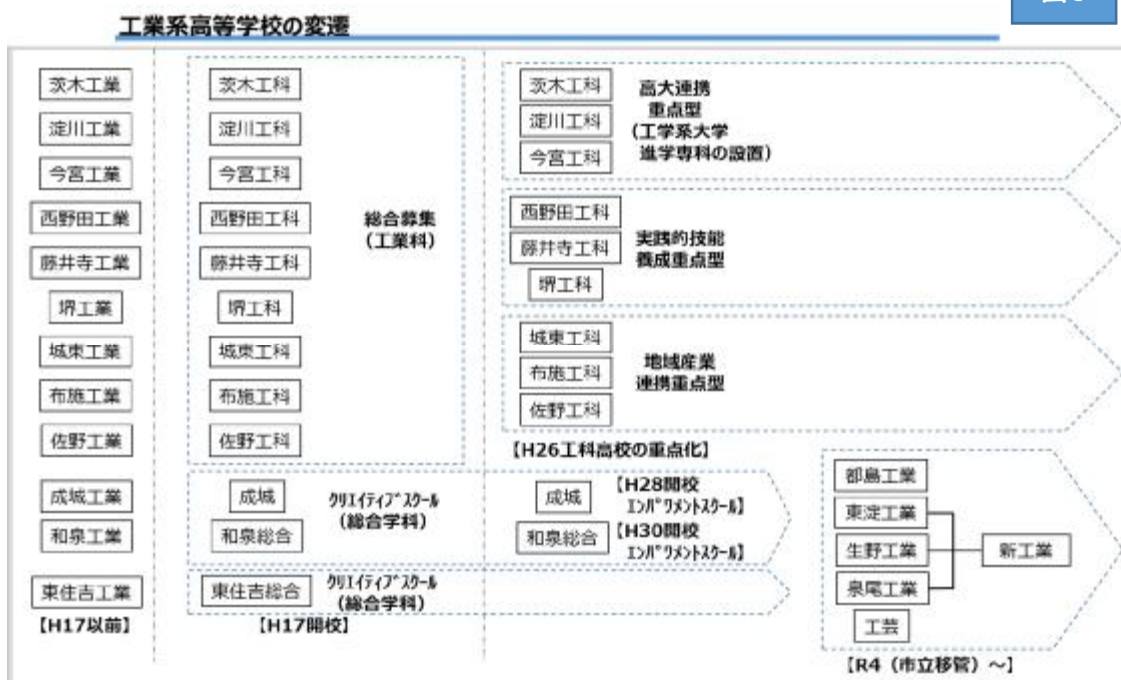 工業系高等学校の変遷
茨木工業
淀川工業
今宮工業
西野田工業
藤井寺工業
堺工業
城東工業
布施工業
佐野工業
成城工業
和泉工業
東住吉工業
【H17以前】
茨木工科
淀川工科
今宮工科
西野田工科
藤井寺工科
堺工科
城東工科
布施工科
佐野工科
総合募集
(工業科)
成城
和泉総合
クリエイティブスクール
(総合学科)
東住吉総合
クリエイティブスクール
(総合学科)
【H17開校】
茨木工科
淀川工科
今宮工科
高大連携
重点型
(工学系大学
進学専科の設置)
西野田工科
藤井寺工科
堺工科
実践的技能
養成重点型
城東工科
布施工科
佐野工科
地域産業
連携重点型
【H26工科高校の重点化】
成城
【H28開校
エンパワメントスクール】
和泉総合
【H30開校
エンパワメントスクール】
都島工業
東淀工業
生野工業
泉尾工業
工芸
新工業
【R4（市立移管）～】